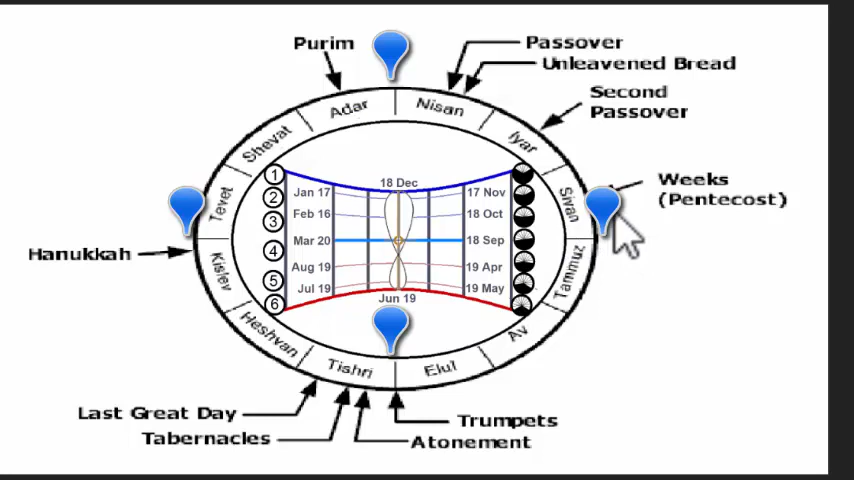 Purim
Passover
Unleavened Bread
Second
Passover
Weeks
(Pentecost)
Hanukkah
Last Great Day
Tabernacles
Trumpets
Atonement
Adar
Nisan
Iyar
Sivan
Tammuz
Av
Elul
Tishri
Heshvan
Kislev
Tevet
Shevat
18 Dec
1
Jan 17
17 Nov
2
Feb 16
18 Oct
3
Mar 20
18 Sep
4
Aug 19
19 Apr
5
Jul 19
19 May
6
Jun 19